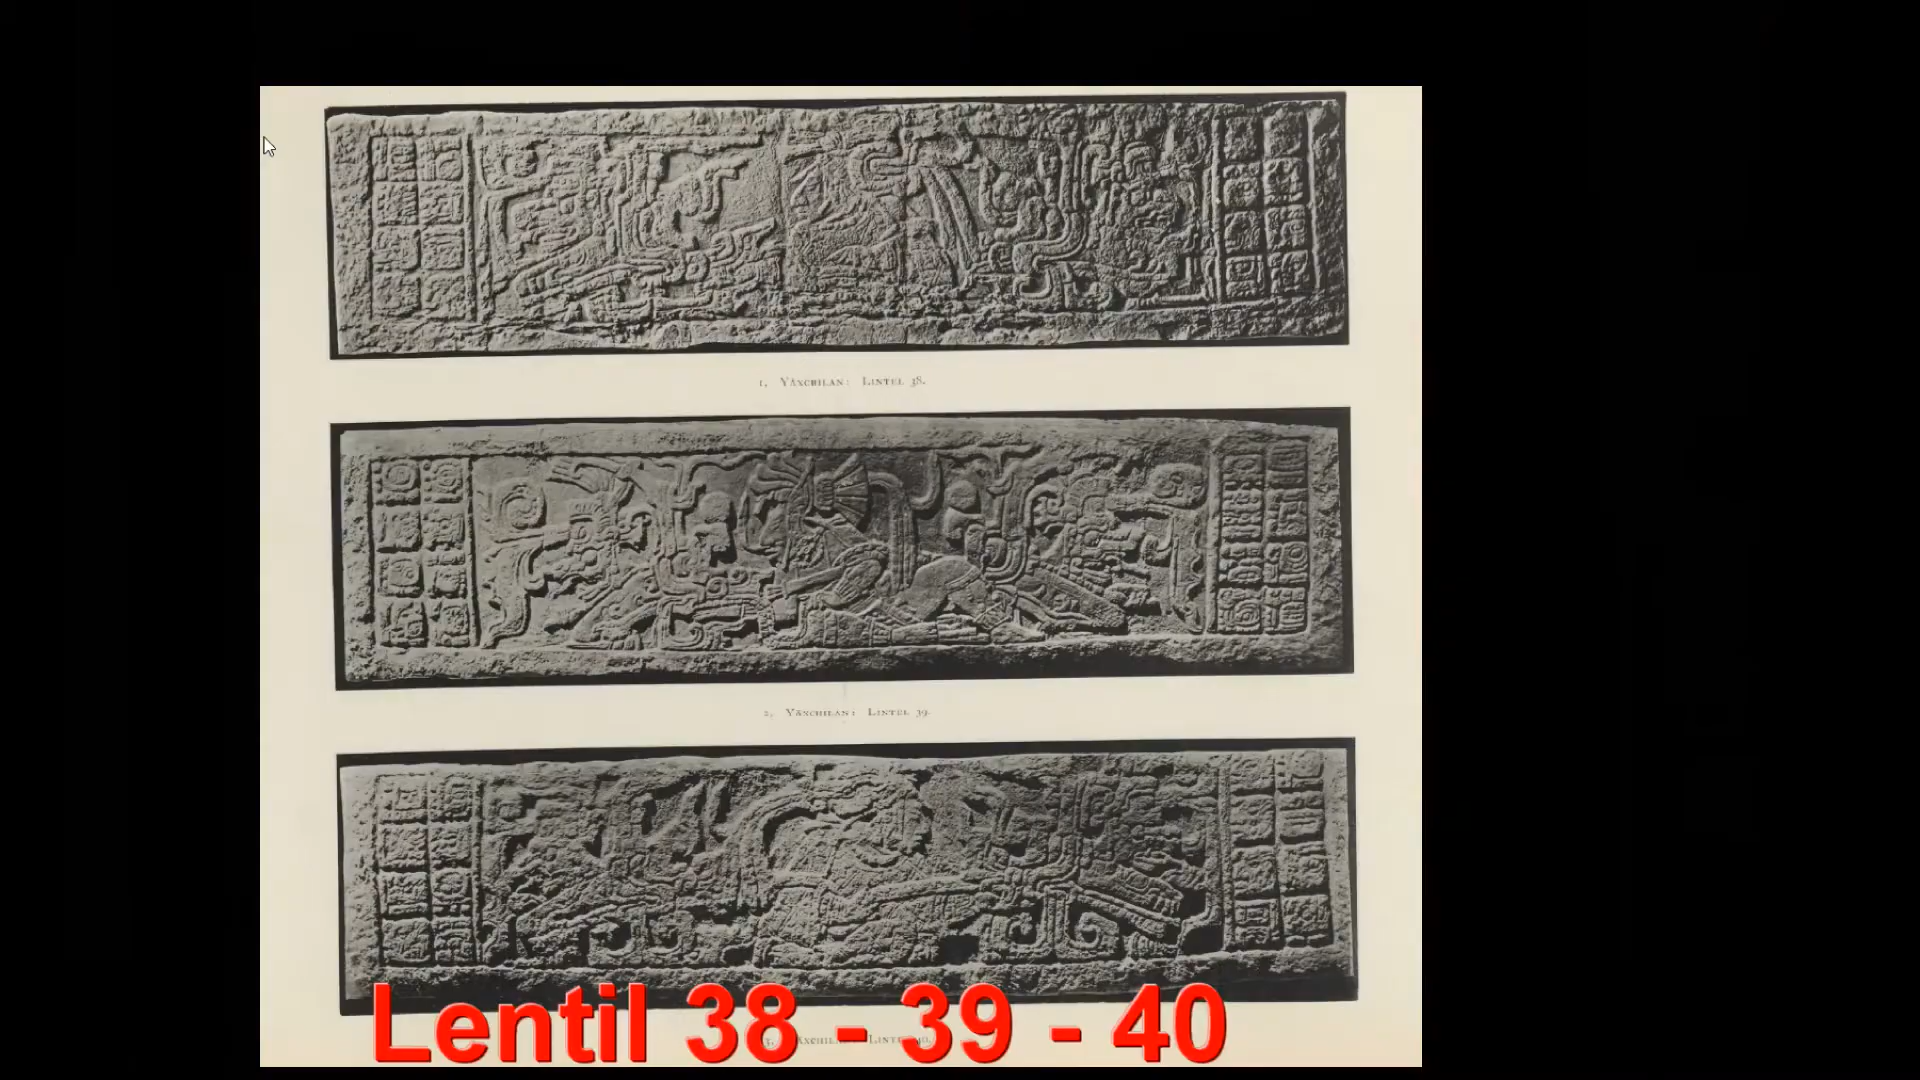 1, YAXCHILAN: LINTEL 38.
2, YAXCHILAN: LINTEL 39.
Lentil 38 - 39 - 40